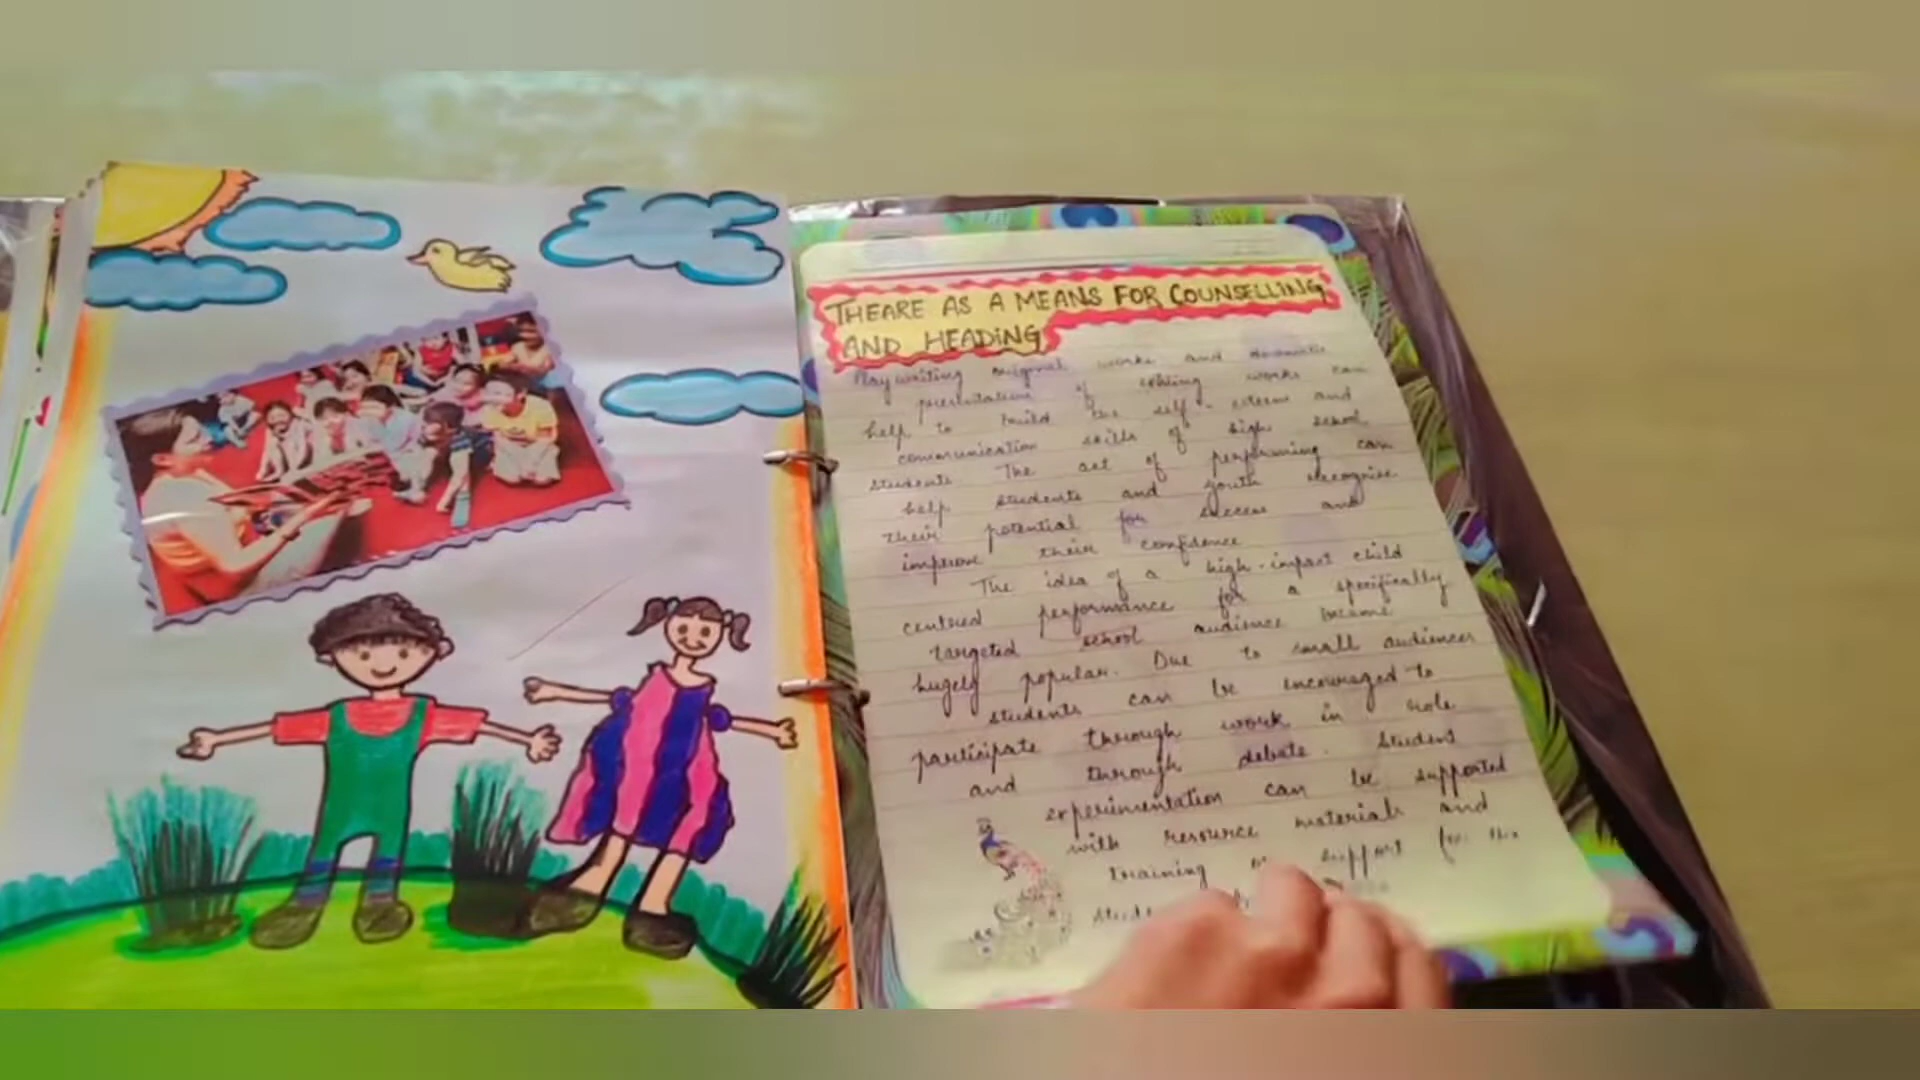 THEARE AS A MEANS FOR COUNSELLING
AND HEADING
Playwriting original works and dramatic
presentation of existing works can
help to build the self-esteem and
communication skills of high school
students The act of performing can
help students and youth recognise
their potential for success and
improve their confidence
The idea of a high-impact child
centered performance for a specifically
targeted school audience became
hugely popular. Due to small audiences
students can be encouraged to
participate through work in role
and through debate. Student
experimentation can be supported
with resource materials and
training support for the